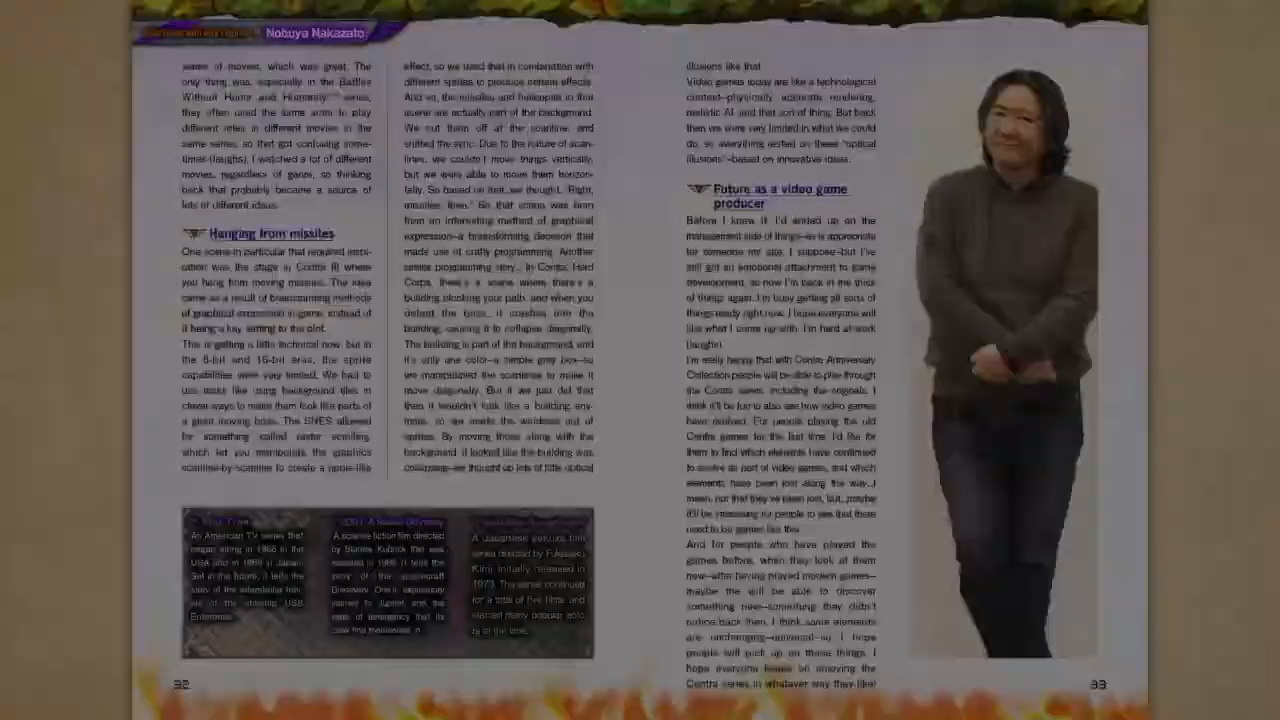 Nobuya Nakazato
series of movies, which was great. The
only thing was, especially in the Battles
Without Honor and Humanity series,
they often used the same actor to play
different roles in different movies in the
same series, so that got confusing some-
times (laughs). I watched a lot of different
movies, regardless of genre, so thinking
back that probably became a source of
lots of different ideas.
Hanging from missiles
One scene in particular that required inspi-
ration was the stage in Contra III where
you hang from moving missiles. The idea
came as a result of brainstorming methods
of graphical expression in-game, instead of
it being a key setting to the plot.
This is getting a little technical now, but in
the 8-bit and 16-bit eras, the sprite
capabilities were very limited. We had to
use tricks like using background tiles in
clever ways to make them look like parts of
a giant moving boss. The SNES allowed
for something called raster scrolling,
which let you manipulate the graphics
scanline-by-scanline to create a noise-like
effect, so we used that in combination with
different sprites to produce certain effects.
And so, the missiles and helicopter in that
scene are actually part of the background.
We cut them off at the scanline, and
shifted the sync. Due to the nature of scan-
lines, we couldn't move things vertically,
but we were able to move them horizon-
tally. So based on that, we thought, "Right,
missiles, then." So that scene was born
from an interesting method of graphical
expression—a brainstorming decision that
made use of crafty programming. Another
similar programming story... In Contra: Hard
Corps, there's a scene where there's a
building blocking your path, and when you
defeat the boss, it crashes into the
building, causing it to collapse diagonally.
The building is part of the background, and
it's only one color—a simple gray box—so
we manipulated the scanlines to make it
move diagonally. But if we just did that
then it wouldn't look like a building any-
more, so we made the windows out of
sprites. By moving those along with the
background, it looked like the building was
collapsing—we thought up lots of little optical
illusions like that.
Video games today are like a technological
contest—physically accurate rendering,
realistic AI, and that sort of thing. But back
then we were very limited in what we could
do, so everything rested on these "optical
illusions"—based on innovative ideas.
Future as a video game
producer
Before I knew it I'd ended up on the
management side of things—as is appropriate
for someone my age, I suppose—but I've
still got an emotional attachment to game
development, so now I'm back in the thick
of things again. I'm busy getting all sorts of
things ready right now. I hope everyone will
like what I come up with. I'm hard at work
(laughs).
I'm really happy that with Contra Anniversary
Collection people will be able to play through
the Contra series, including the originals. I
think it'll be fun to also see how video games
have evolved. For people playing the old
Contra games for the first time, I'd like for
them to find which elements have continued
to evolve as part of video games, and which
elements have been lost along the way...I
mean, not that they've been lost, but...maybe
it'll be interesting for people to see that there
used to be games like this.
And for people who have played the
games before, when they look at them
now—after having played modern games—
maybe the will be able to discover
something new—something they didn't
notice back then. I think some elements
are unchanging—universal—so I hope
people will pick up on those things. I
hope everyone keeps on enjoying the
Contra series in whatever way they like!
Star Trek
An American TV series that
began airing in 1966 in the
USA and in 1969 in Japan.
Set in the future, it tells the
story of the interstellar trav-
els of the starship USS
Enterprise.
2001: A Space Odyssey
A science fiction film directed
by Stanley Kubrick that was
released in 1968. It tells the
story of the spacecraft
Discovery One's exploratory
journey to Jupiter, and the
state of emergency that its
crew find themselves in.
A Japanese yakuza film
series directed by Fukasaku
Kinji, initially released in
1973. The series continued
for a total of five films, and
starred many popular acto
rs of the time.
32
33